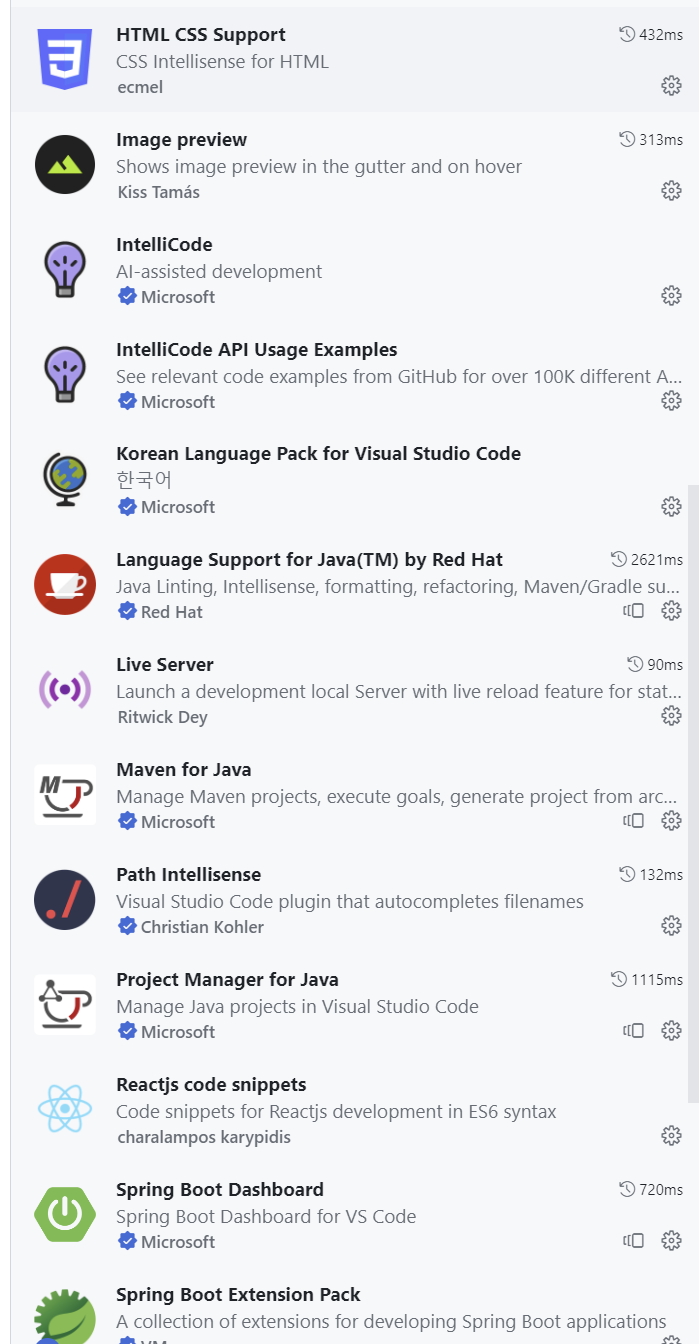 HTML CSS Support
432ms
CSS Intellisense for HTML
ecmel
Image preview
313ms
Shows image preview in the gutter and on hover
Kiss Tamás
IntelliCode
AI-assisted development
Microsoft
IntelliCode API Usage Examples
See relevant code examples from GitHub for over 100K different A...
Microsoft
Korean Language Pack for Visual Studio Code
한국어
Microsoft
Language Support for Java(TM) by Red Hat
2621ms
Java Linting, Intellisense, formatting, refactoring, Maven/Gradle su...
Red Hat
Live Server
90ms
Launch a development local Server with live reload feature for stat...
Ritwick Dey
Maven for Java
Manage Maven projects, execute goals, generate project from arc...
Microsoft
Path Intellisense
132ms
Visual Studio Code plugin that autocompletes filenames
Christian Kohler
Project Manager for Java
1115ms
Manage Java projects in Visual Studio Code
Microsoft
Reactjs code snippets
Code snippets for Reactjs development in ES6 syntax
charalampos karypidis
Spring Boot Dashboard
720ms
Spring Boot Dashboard for VS Code
Microsoft
Spring Boot Extension Pack
A collection of extensions for developing Spring Boot applications